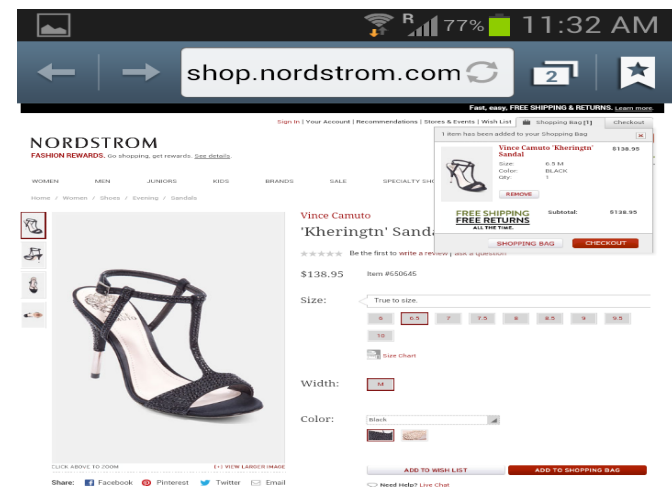 R 77% 11:32 AM
shop.nordstrom.com 2
Fast, easy, FREE SHIPPING & RETURNS. Learn more.
Sign In | Your Account | Recommendations | Stores & Events | Wish List Shopping Bag [1] Checkout
1 item has been added to your Shopping Bag
Vince Camuto 'Kheringtn' Sandal $138.95
Size: 6.5 M
Color: BLACK
Qty: 1
REMOVE
FREE SHIPPING
FREE RETURNS
ALL THE TIME.
Subtotal: $138.95
SHOPPING BAG CHECKOUT
NORDSTROM
FASHION REWARDS. Go shopping, get rewards. See details.
WOMEN MEN JUNIORS KIDS BRANDS SALE SPECIALTY SH
Home / Women / Shoes / Evening / Sandals
Vince Camuto
'Kheringtn' Sanda
Be the first to write a review | ask a question
$138.95 Item #550645
Size: True to size.
6 6.5 7 7.5 8 8.5 9 9.5
10
Size Chart
Width: M
Color: Black
CLICK ABOVE TO ZOOM (+) VIEW LARGER IMAGE
ADD TO WISH LIST ADD TO SHOPPING BAG
Share: Facebook Pinterest Twitter Email
Need Help? Live Chat